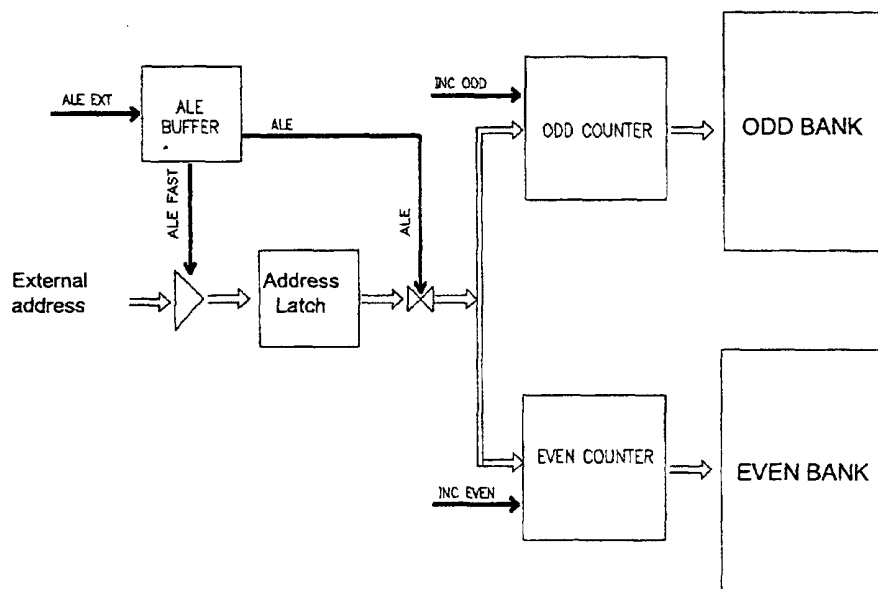 ALE EXT
ALE
BUFFER
ALE
ALE FAST
ALE
INC ODD
ODD COUNTER
ODD BANK
External
address
Address
Latch
EVEN COUNTER
INC EVEN
EVEN BANK